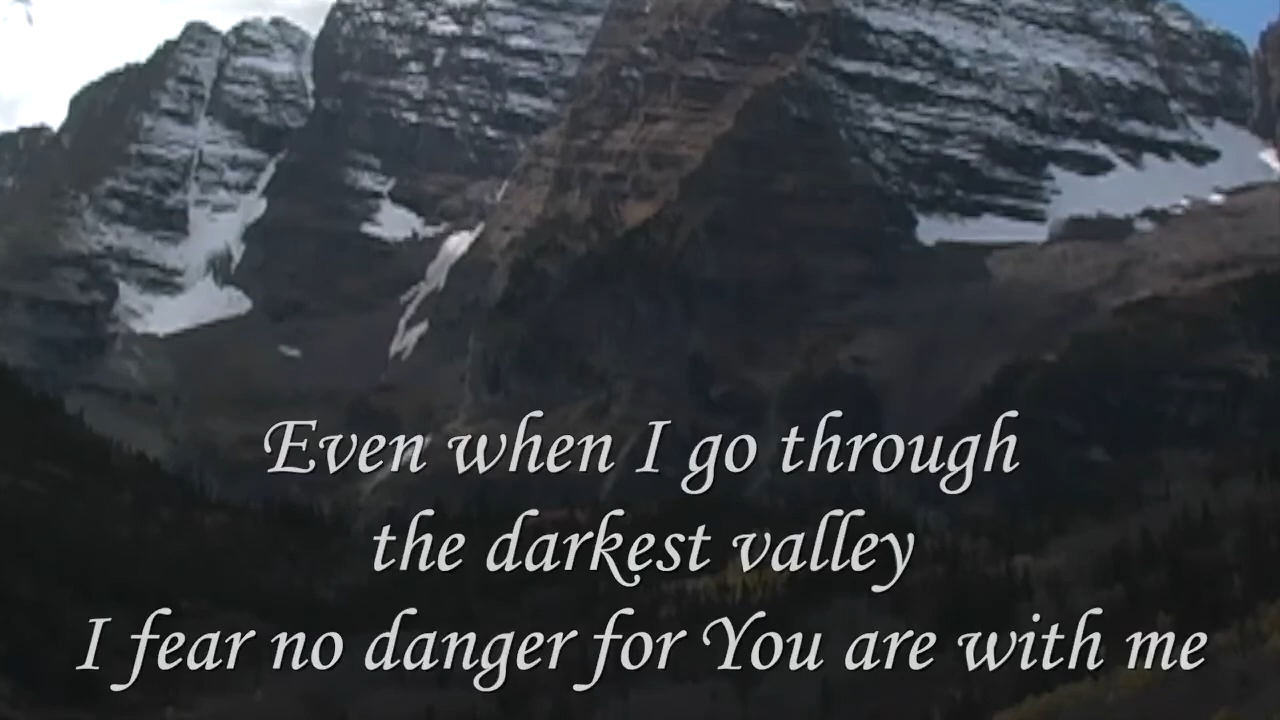 Even when I go through
the darkest valley
I fear no danger for You are with me